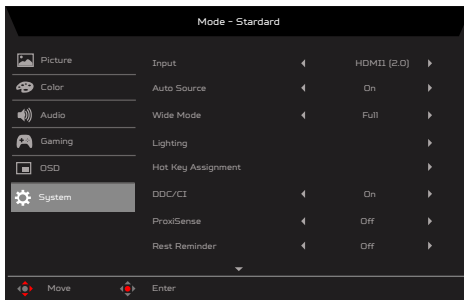 Mode - Stardard
Picture
Input HDMI1 (2.0)
Color
Auto Source On
Audio
Wide Mode Full
Gaming
Lighting
OSD
Hot Key Assignment
System
DDC/CI On
ProxiSense Off
Rest Reminder Off
Move Enter